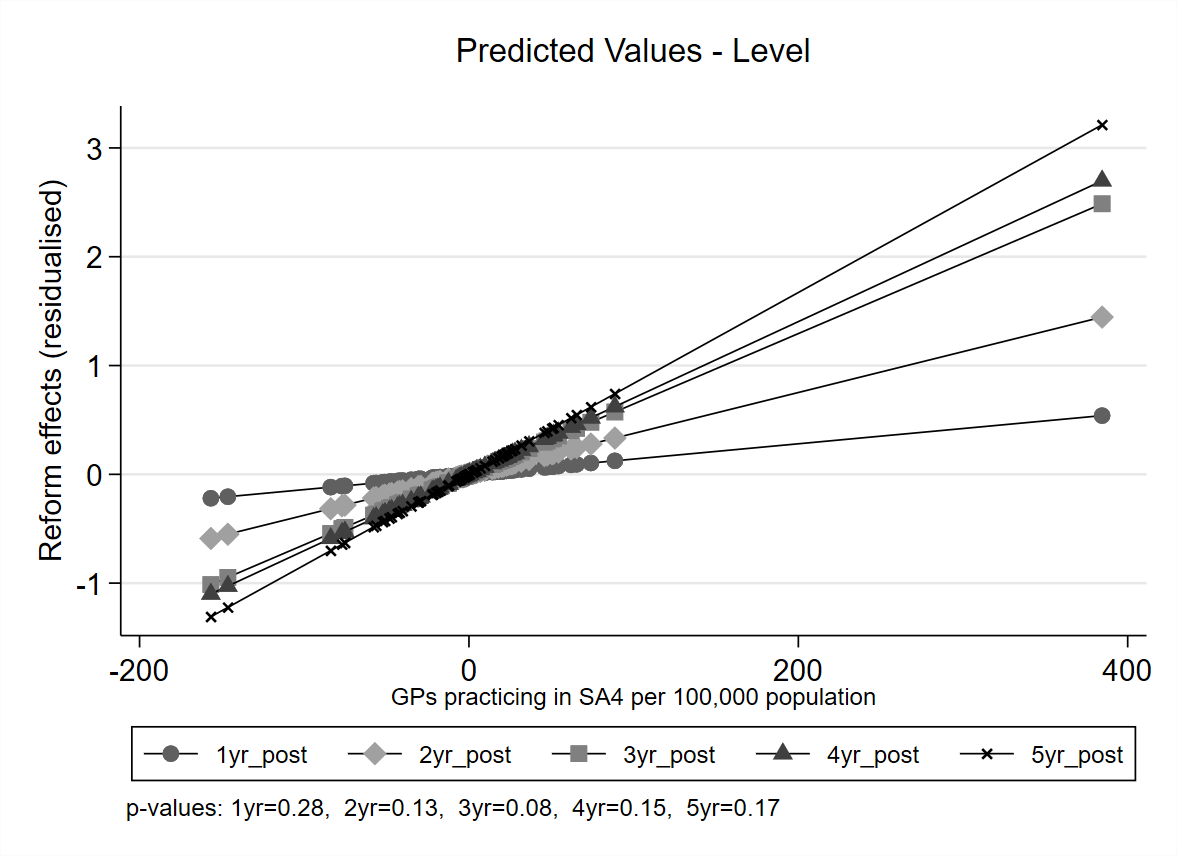 Predicted Values - Level
Reform effects (residualised)
3
2
1
0
-1
-200 0 200 400
GPs practicing in SA4 per 100,000 population
1yr_post 2yr_post 3yr_post 4yr_post 5yr_post
p-values: 1yr=0.28, 2yr=0.13, 3yr=0.08, 4yr=0.15, 5yr=0.17